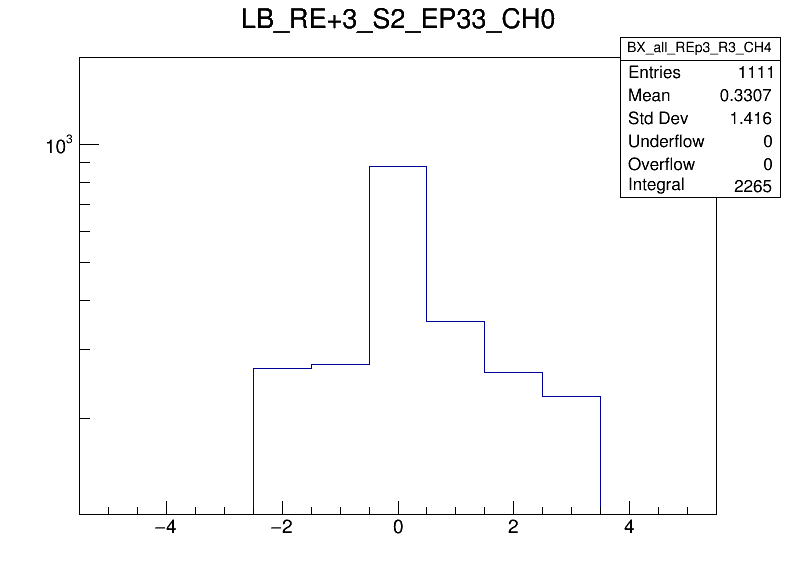 LB_RE+3_S2_EP33_CH0
BX_all_REp3_R3_CH4
Entries 1111
Mean 0.3307
Std Dev 1.416
Underflow 0
Overflow 0
Integral 2265
10³
−4 −2 0 2 4